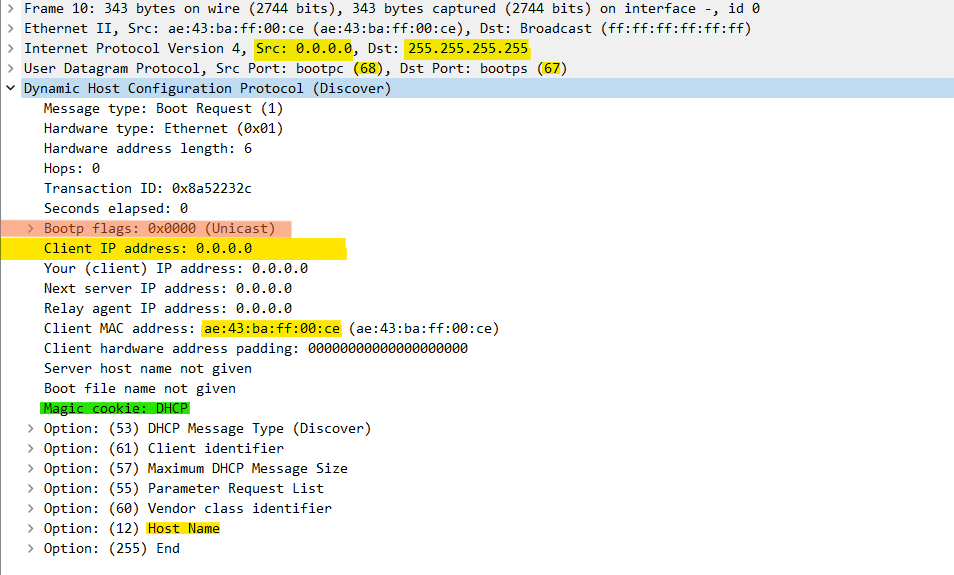 Frame 10: 343 bytes on wire (2744 bits), 343 bytes captured (2744 bits) on interface -, id 0
Ethernet II, Src: ae:43:ba:ff:00:ce (ae:43:ba:ff:00:ce), Dst: Broadcast (ff:ff:ff:ff:ff:ff)
Internet Protocol Version 4, Src: 0.0.0.0, Dst: 255.255.255.255
User Datagram Protocol, Src Port: bootpc (68), Dst Port: bootps (67)
Dynamic Host Configuration Protocol (Discover)
Message type: Boot Request (1)
Hardware type: Ethernet (0x01)
Hardware address length: 6
Hops: 0
Transaction ID: 0x8a52232c
Seconds elapsed: 0
Bootp flags: 0x0000 (Unicast)
Client IP address: 0.0.0.0
Your (client) IP address: 0.0.0.0
Next server IP address: 0.0.0.0
Relay agent IP address: 0.0.0.0
Client MAC address: ae:43:ba:ff:00:ce (ae:43:ba:ff:00:ce)
Client hardware address padding: 00000000000000000000
Server host name not given
Boot file name not given
Magic cookie: DHCP
Option: (53) DHCP Message Type (Discover)
Option: (61) Client identifier
Option: (57) Maximum DHCP Message Size
Option: (55) Parameter Request List
Option: (60) Vendor class identifier
Option: (12) Host Name
Option: (255) End